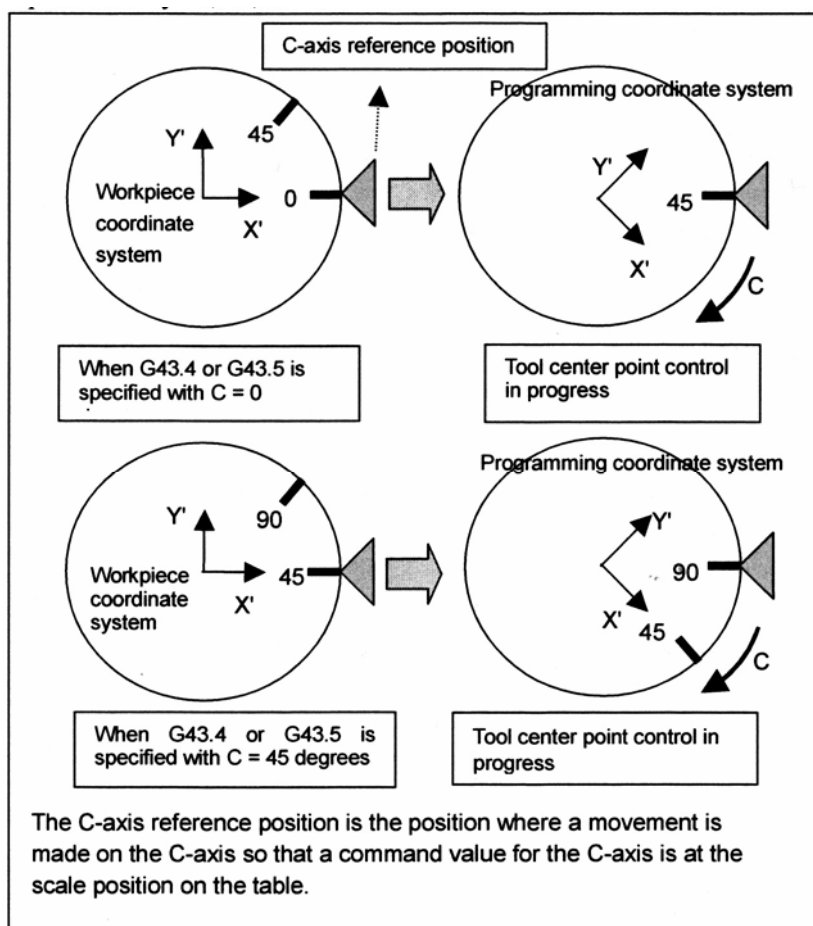 C-axis reference position
Programming coordinate system
45
Y'
Y'
Workpiece
coordinate
system
0
X'
45
X'
C
When G43.4 or G43.5 is
specified with C = 0
Tool center point control
in progress
Programming coordinate system
90
Y'
Y'
Workpiece
coordinate
system
45
X'
90
X'
45
C
When G43.4 or G43.5 is
specified with C = 45 degrees
Tool center point control in
progress
The C-axis reference position is the position where a movement is
made on the C-axis so that a command value for the C-axis is at the
scale position on the table.